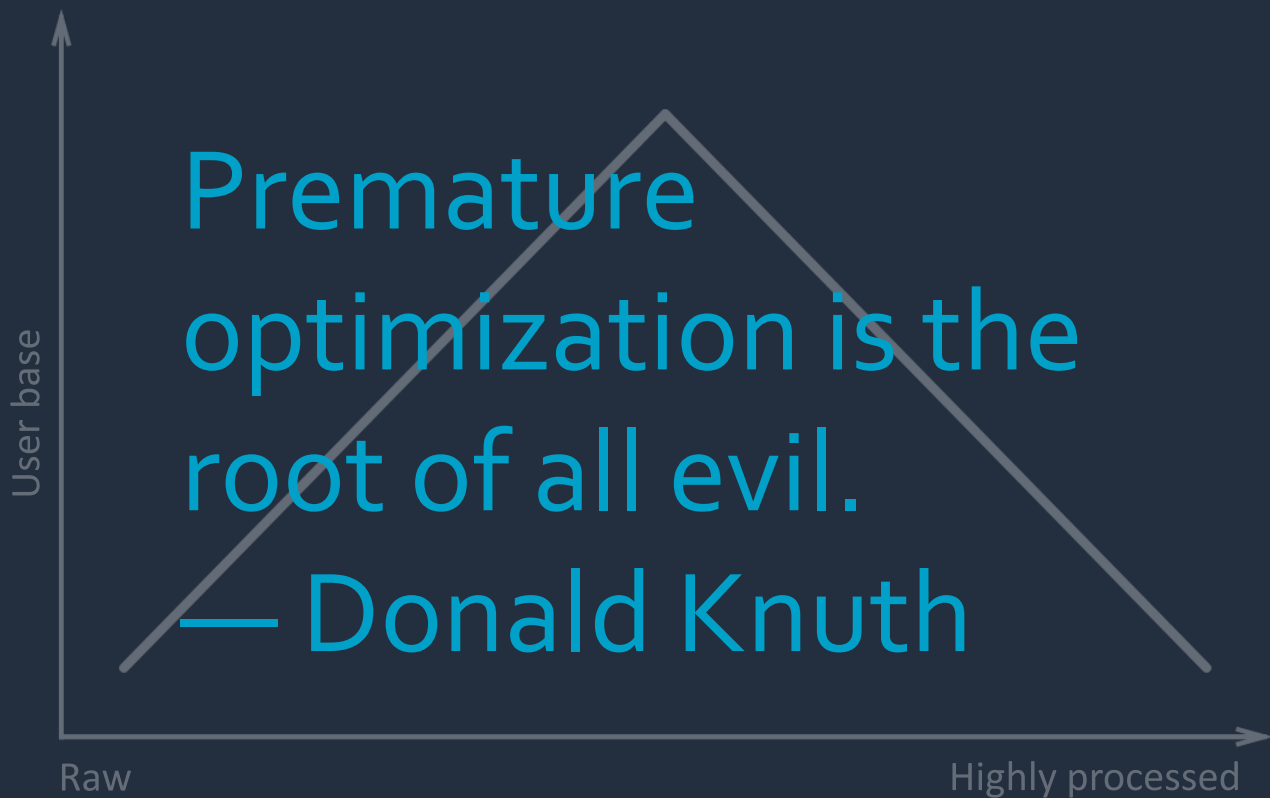 Premature
optimization is the
root of all evil.
— Donald Knuth
User base
Raw
Highly processed